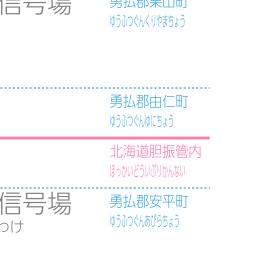 信号場
勇払郡栗山町
ゆうふつぐんくりやまちょう
勇払郡由仁町
ゆうふつぐんゆにちょう
北海道胆振管内
ほっかいどういぶりかんない
信号場
つけ
勇払郡安平町
ゆうふつぐんあびらちょう